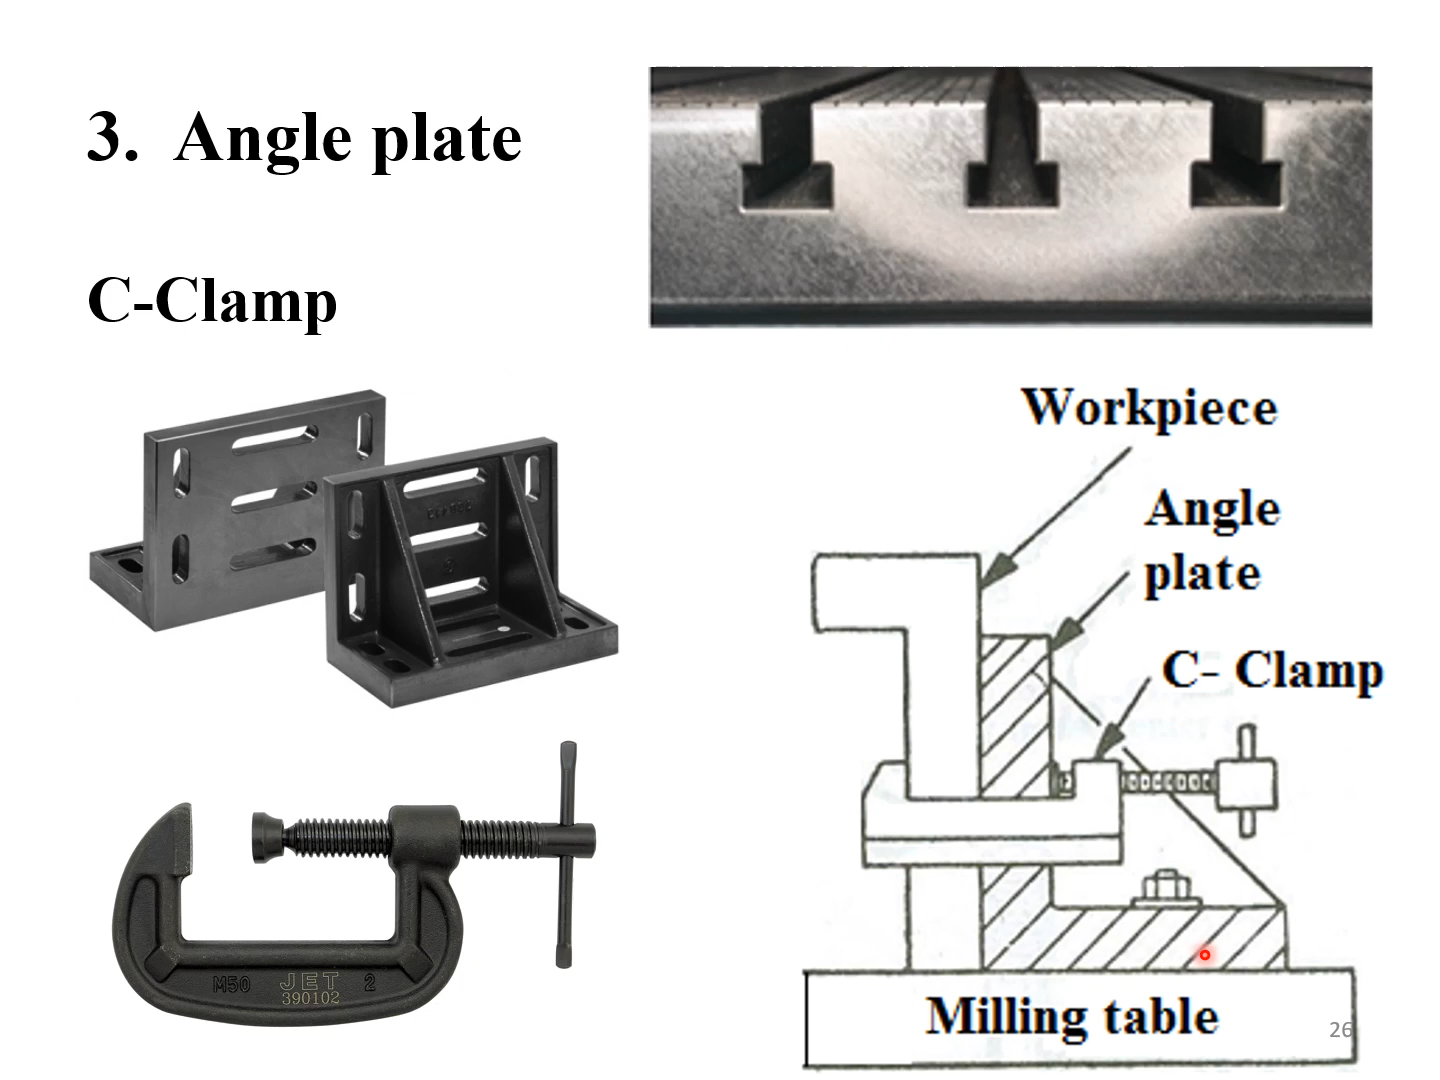 3. Angle plate
C-Clamp
Workpiece
Angle
plate
C- Clamp
M50 JET 2
390102
Milling table
26